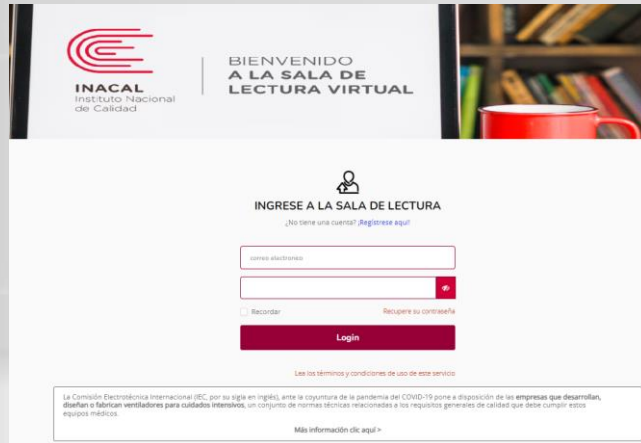 INACAL
Instituto Nacional
de Calidad
BIENVENIDO
A LA SALA DE
LECTURA VIRTUAL
INGRESE A LA SALA DE LECTURA
¿No tiene una cuenta? ¡Regístrese aquí!
correo electronico
Recordar
Recupere su contraseña
Login
Lea los términos y condiciones de uso de este servicio
La Comisión Electrotécnica Internacional (IEC, por su sigla en inglés), ante la coyuntura de la pandemia del COVID-19 pone a disposición de las empresas que desarrollan,
diseñan o fabrican ventiladores para cuidados intensivos, un conjunto de normas técnicas relacionadas a los requisitos generales de calidad que debe cumplir estos
equipos médicos.
Más información clic aquí >